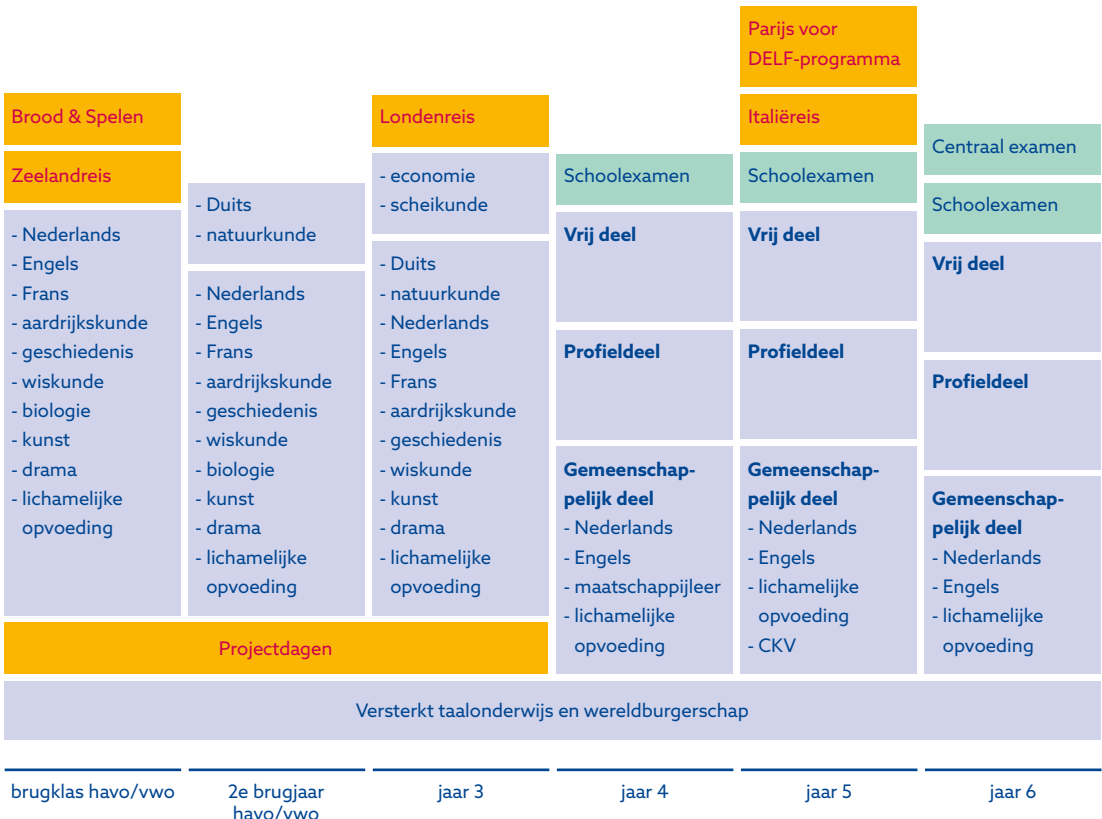 Brood & Spelen
Zeelandreis
- Nederlands
- Engels
- Frans
- aardrijkskunde
- geschiedenis
- wiskunde
- biologie
- kunst
- drama
- lichamelijke
opvoeding
- Duits
- natuurkunde
- Nederlands
- Engels
- Frans
- aardrijkskunde
- geschiedenis
- wiskunde
- biologie
- kunst
- drama
- lichamelijke
opvoeding
Londenreis
- economie
- scheikunde
- Duits
- natuurkunde
- Nederlands
- Engels
- Frans
- aardrijkskunde
- geschiedenis
- wiskunde
- kunst
- drama
- lichamelijke
opvoeding
Projectdagen
Schoolexamen
Vrij deel
Profieldeel
Gemeenschap-
pelijk deel
- Nederlands
- Engels
- maatschappijleer
- lichamelijke
opvoeding
Parijs voor
DELF-programma
Italiëreis
Schoolexamen
Vrij deel
Profieldeel
Gemeenschap-
pelijk deel
- Nederlands
- Engels
- lichamelijke
opvoeding
- CKV
Centraal examen
Schoolexamen
Vrij deel
Profieldeel
Gemeenschap-
pelijk deel
- Nederlands
- Engels
- lichamelijke
opvoeding
Versterkt taalonderwijs en wereldburgerschap
brugklas havo/vwo
2e brugjaar
havo/vwo
jaar 3
jaar 4
jaar 5
jaar 6